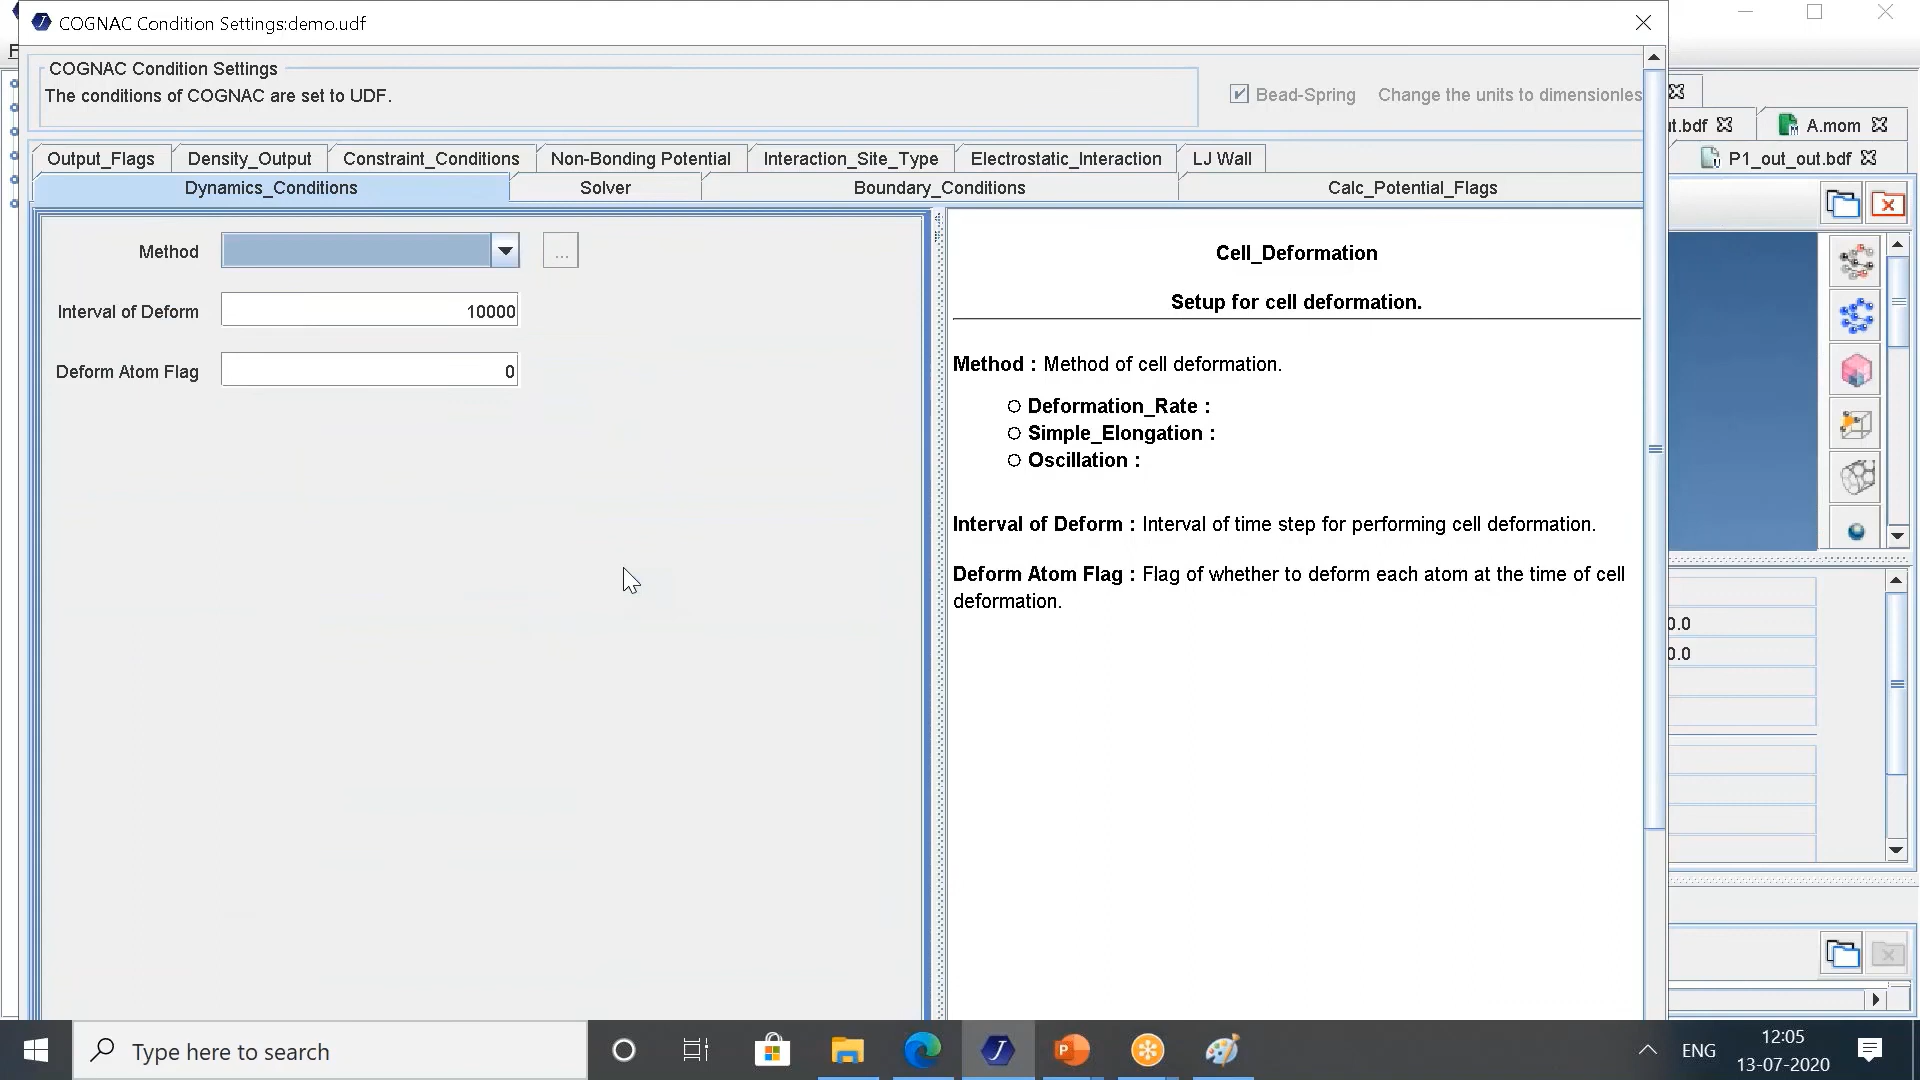 COGNAC Condition Settings:demo.udf
COGNAC Condition Settings
The conditions of COGNAC are set to UDF.
Bead-Spring Change the units to dimensionles
t.bdf
A.mom
Output_Flags Density_Output Constraint_Conditions Non-Bonding Potential Interaction_Site_Type Electrostatic_Interaction LJ Wall
P1_out_out.bdf
Dynamics_Conditions Solver Boundary_Conditions Calc_Potential_Flags
Method
...
Interval of Deform 10000
Deform Atom Flag 0
Cell_Deformation
Setup for cell deformation.
Method : Method of cell deformation.
Deformation_Rate :
Simple_Elongation :
Oscillation :
Interval of Deform : Interval of time step for performing cell deformation.
Deform Atom Flag : Flag of whether to deform each atom at the time of cell
deformation.
0.0
0.0
Type here to search
ENG
12:05
13-07-2020